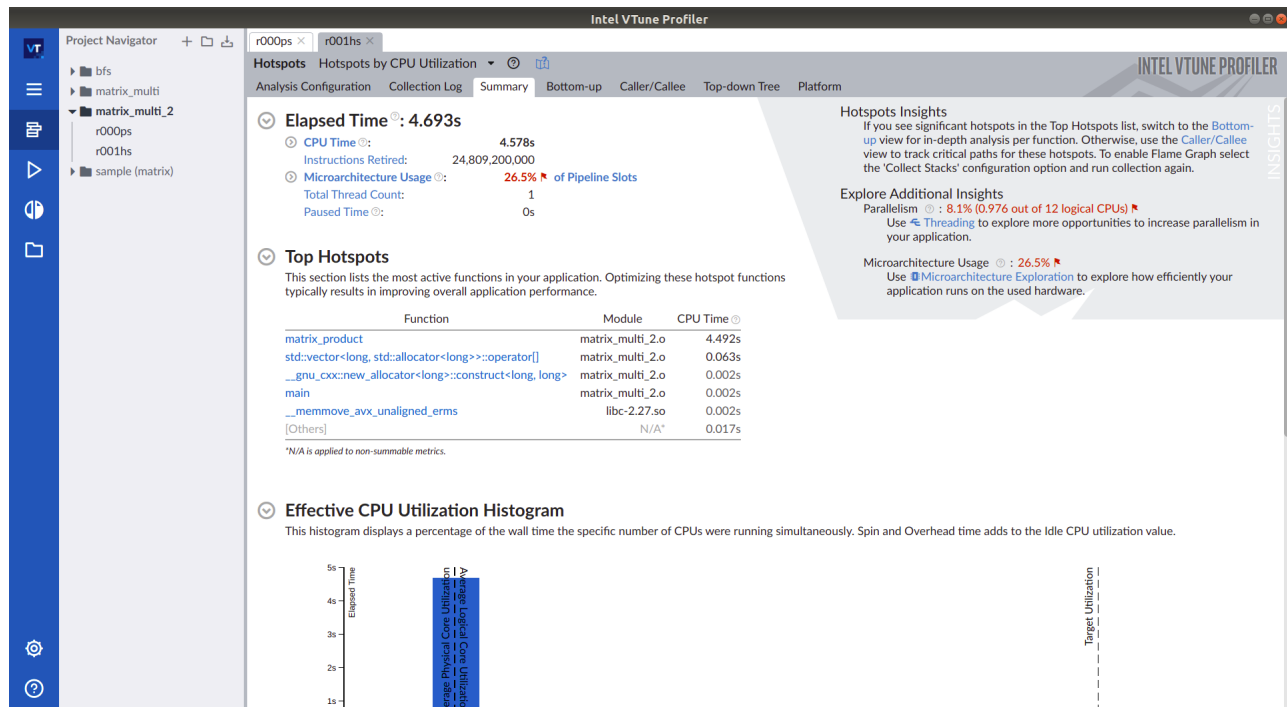 Intel VTune Profiler
VT
Project Navigator
bfs
matrix_multi
matrix_multi_2
r000ps
r001hs
sample (matrix)
r000ps
r001hs
Hotspots Hotspots by CPU Utilization
INTEL VTUNE PROFILER
Analysis Configuration Collection Log Summary Bottom-up Caller/Callee Top-down Tree Platform
Elapsed Time: 4.693s
CPU Time: 4.578s
Instructions Retired: 24,809,200,000
Microarchitecture Usage: 26.5% of Pipeline Slots
Total Thread Count: 1
Paused Time: 0s
Top Hotspots
This section lists the most active functions in your application. Optimizing these hotspot functions
typically results in improving overall application performance.
Function Module CPU Time
matrix_product matrix_multi_2.o 4.492s
std::vector<long, std::allocator<long>>::operator[] matrix_multi_2.o 0.063s
__gnu_cxx::new_allocator<long>::construct<long, long> matrix_multi_2.o 0.002s
main matrix_multi_2.o 0.002s
__memmove_avx_unaligned_erms libc-2.27.so 0.002s
[Others] N/A* 0.017s
*N/A is applied to non-summable metrics.
Hotspots Insights
If you see significant hotspots in the Top Hotspots list, switch to the Bottom-
up view for in-depth analysis per function. Otherwise, use the Caller/Callee
view to track critical paths for these hotspots. To enable Flame Graph select
the 'Collect Stacks' configuration option and run collection again.
Explore Additional Insights
Parallelism : 8.1% (0.976 out of 12 logical CPUs)
Use Threading to explore more opportunities to increase parallelism in
your application.
Microarchitecture Usage : 26.5%
Use Microarchitecture Exploration to explore how efficiently your
application runs on the used hardware.
INSIGHTS
Effective CPU Utilization Histogram
This histogram displays a percentage of the wall time the specific number of CPUs were running simultaneously. Spin and Overhead time adds to the Idle CPU utilization value.
5s
4s
3s
2s
1s
Elapsed Time
Physical Core Utilization
Average Logical Core
Target Utilization